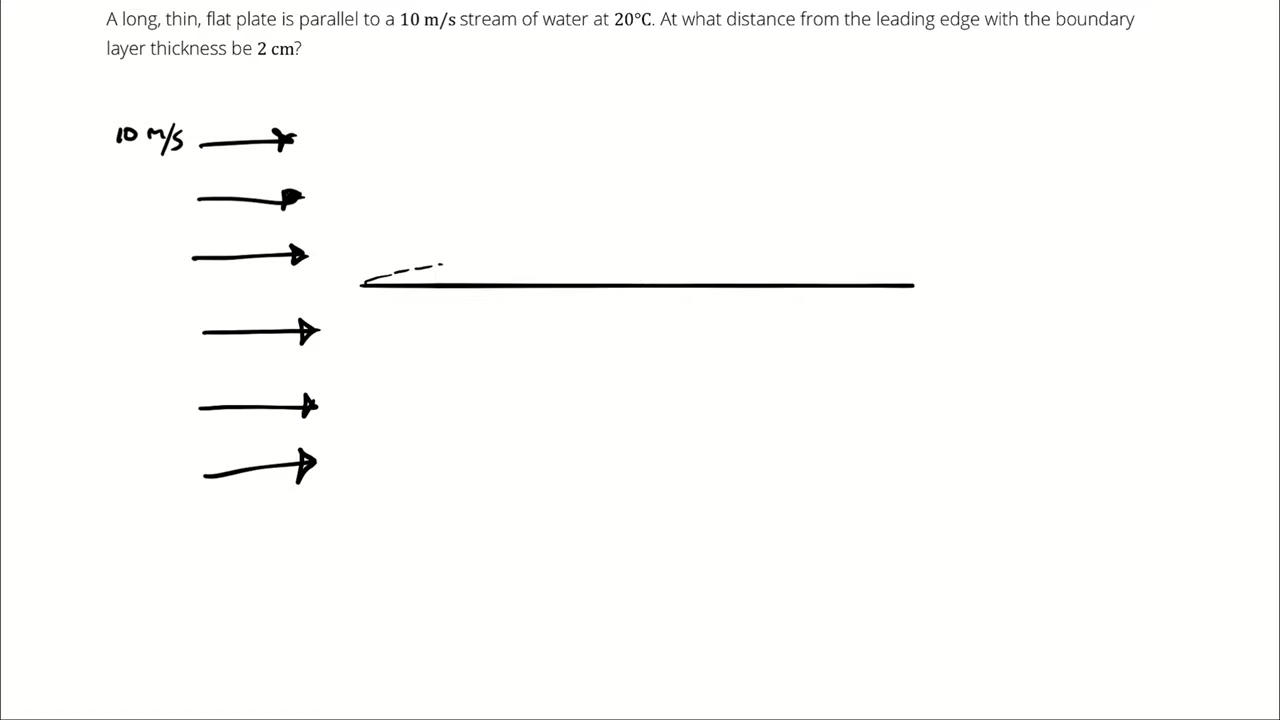 A long, thin, flat plate is parallel to a 10 m/s stream of water at 20°C. At what distance from the leading edge with the boundary
layer thickness be 2 cm?
10 m/s